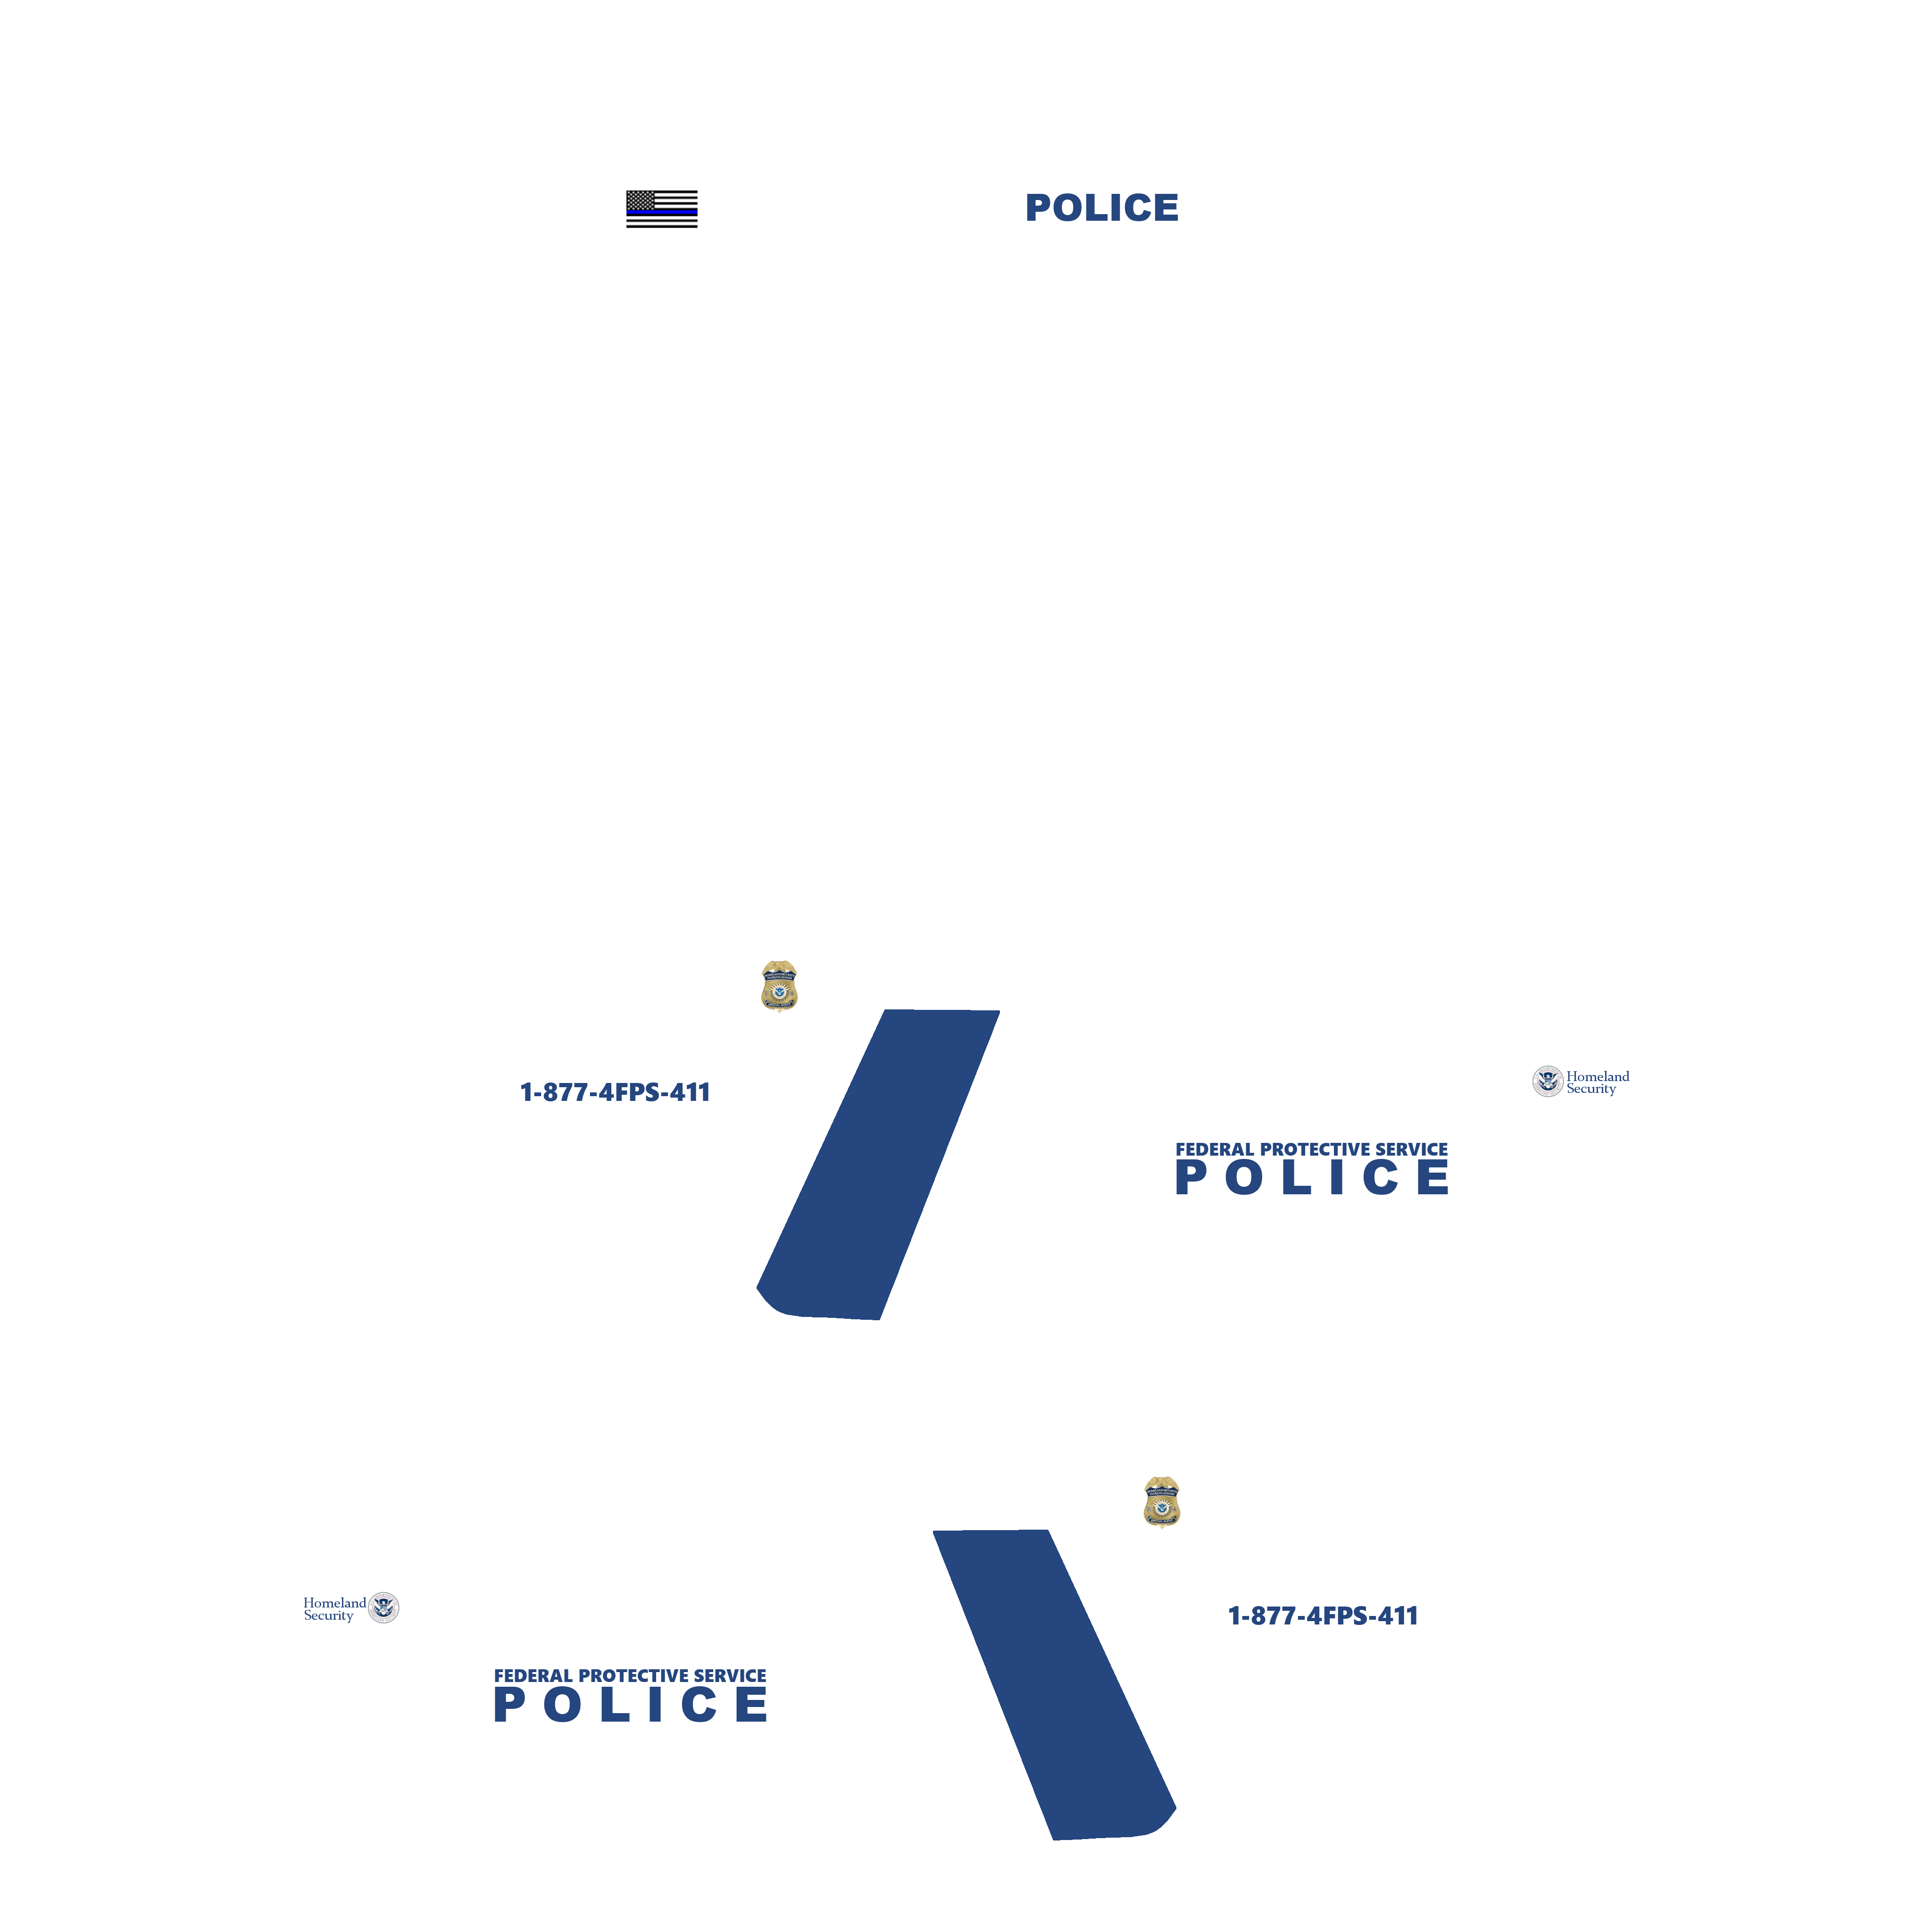 POLICE
1-877-4FPS-411
Homeland
Security
FEDERAL PROTECTIVE SERVICE
POLICE
Homeland
Security
1-877-4FPS-411
FEDERAL PROTECTIVE SERVICE
POLICE